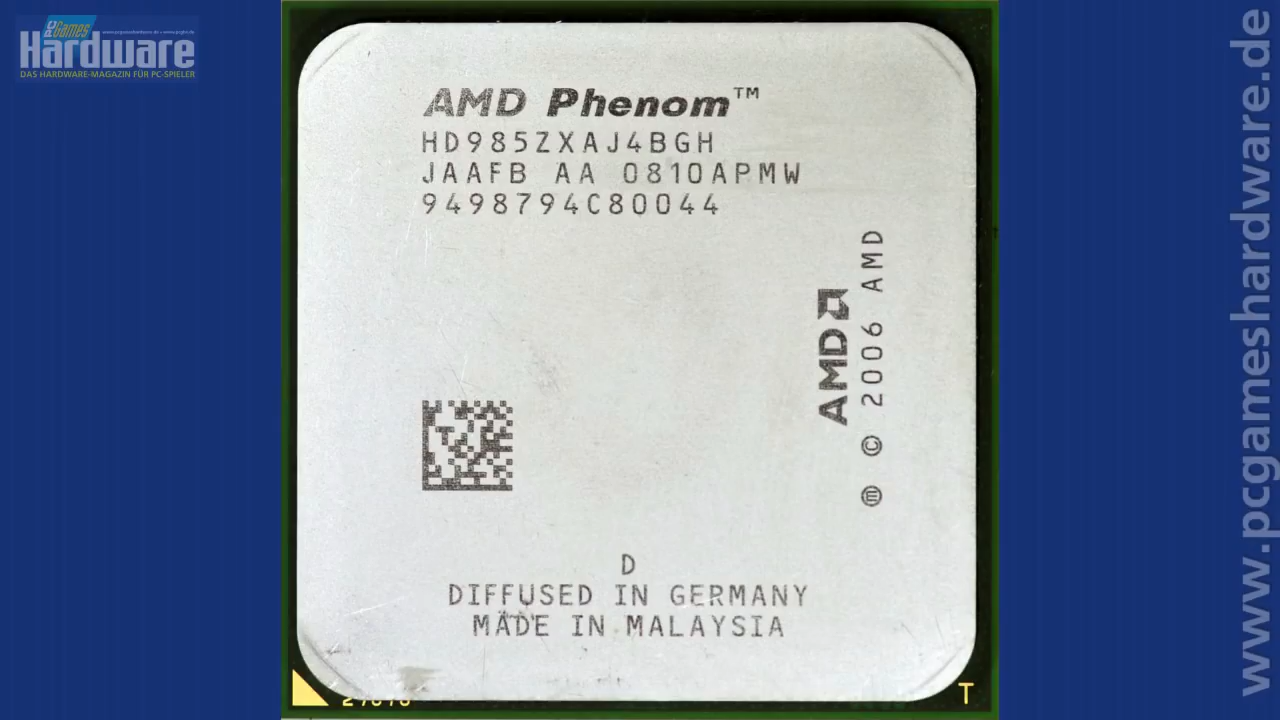 PC Games
Hardware
DAS HARDWARE-MAGAZIN FÜR PC-SPIELER
AMD Phenom™
HD985ZXAJ4BGH
JAAFB AA 0810APMW
9498794C80044
AMD
® © 2006 AMD
D
DIFFUSED IN GERMANY
MADE IN MALAYSIA
T
www.pcgameshardware.de